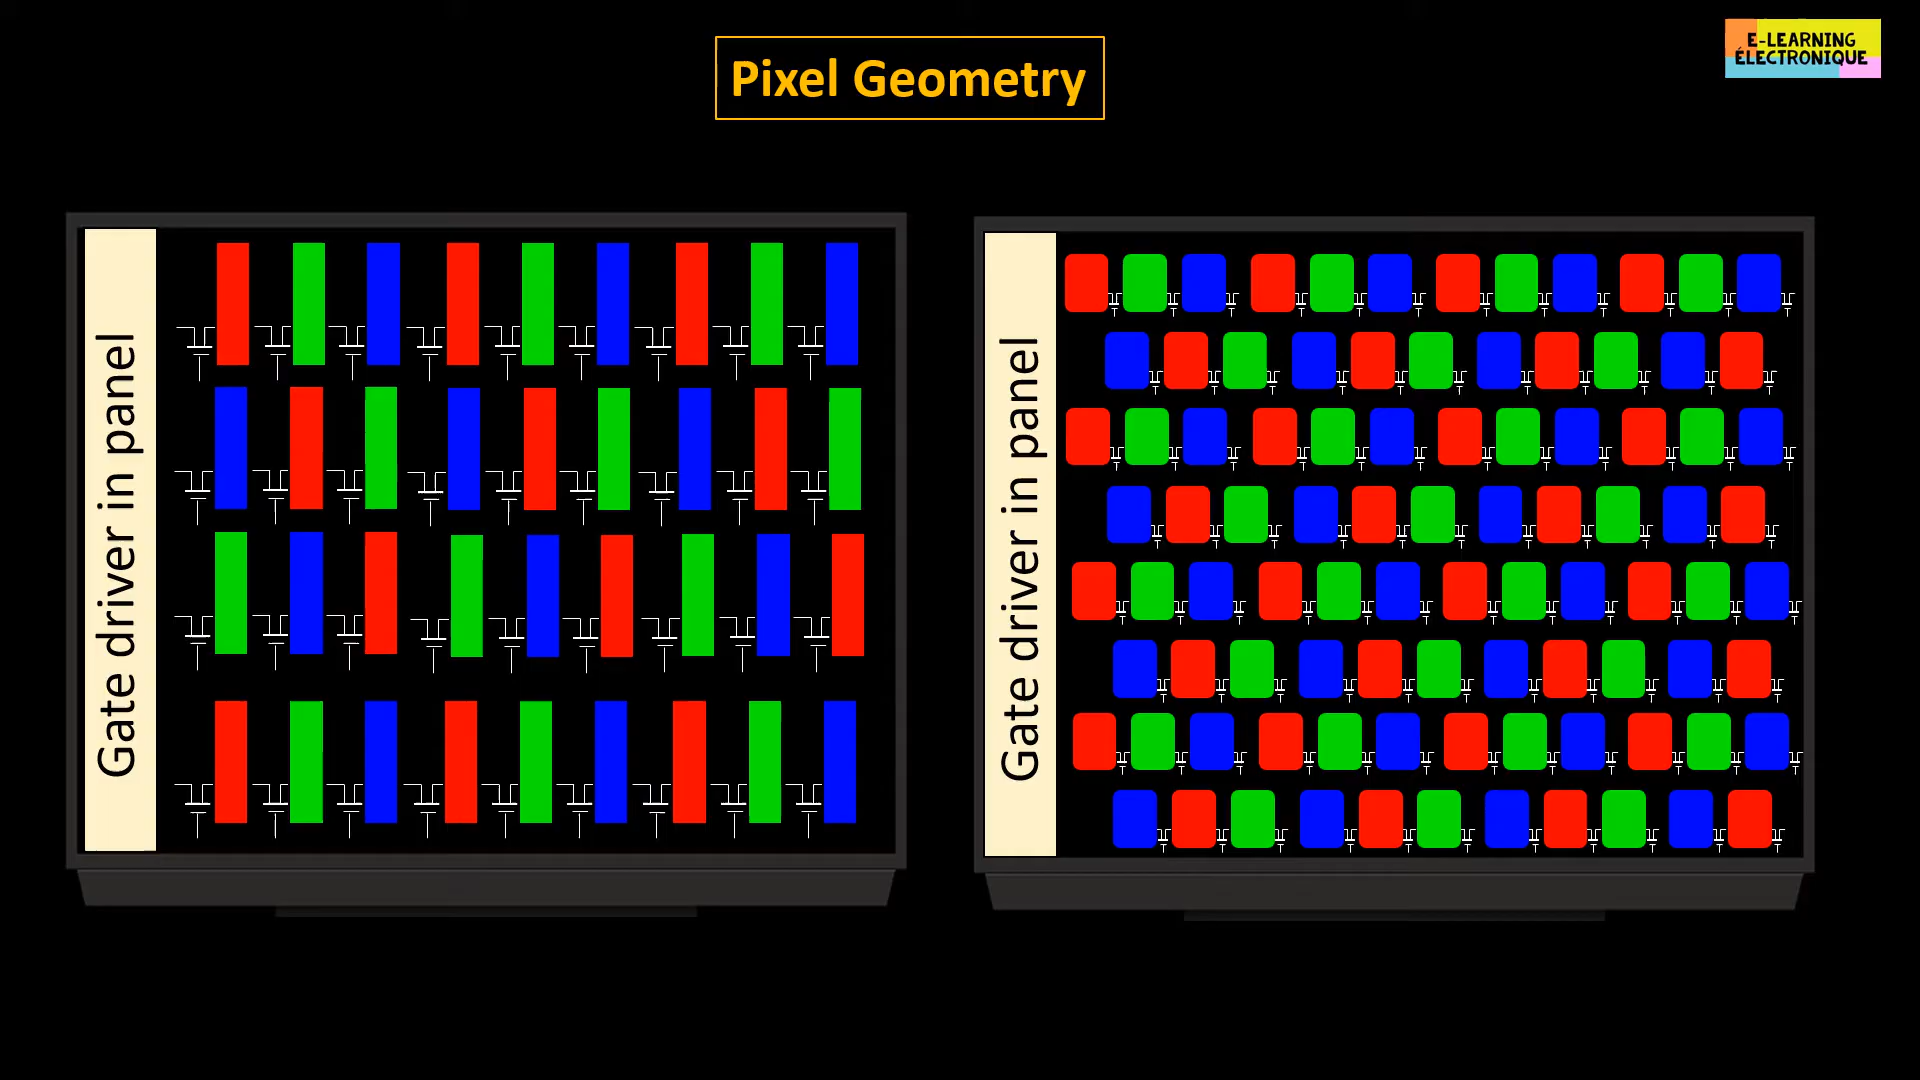 Pixel Geometry
E-LEARNING
ÉLECTRONIQUE
Gate driver in panel
Gate driver in panel